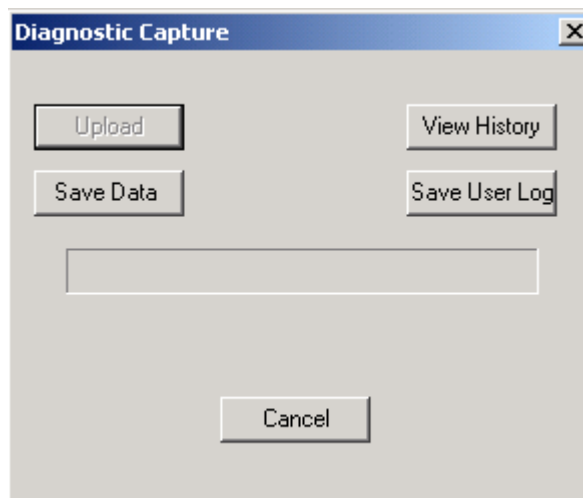 Diagnostic Capture
Upload
View History
Save Data
Save User Log
Cancel